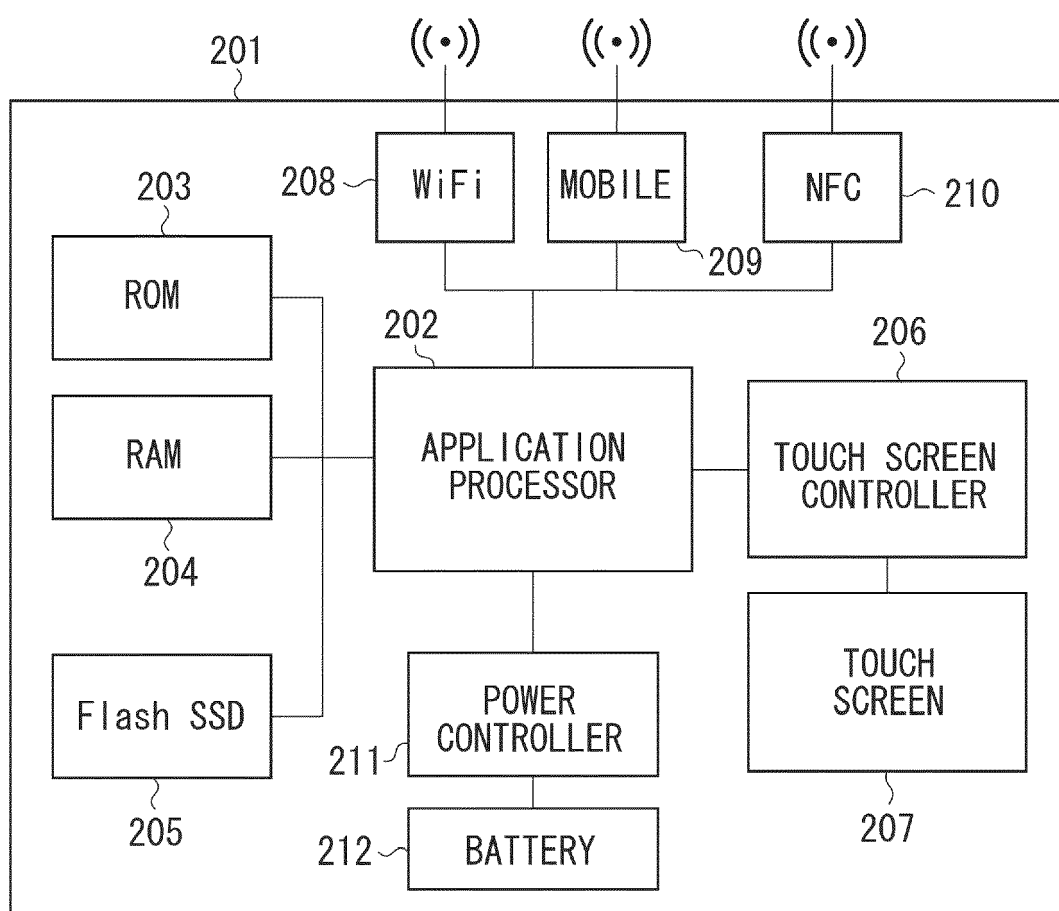 201
208
WiFi
MOBILE
209
NFC
210
203
ROM
202
206
RAM
204
APPLICATION
PROCESSOR
TOUCH SCREEN
CONTROLLER
Flash SSD
205
POWER
CONTROLLER
211
TOUCH
SCREEN
207
212
BATTERY